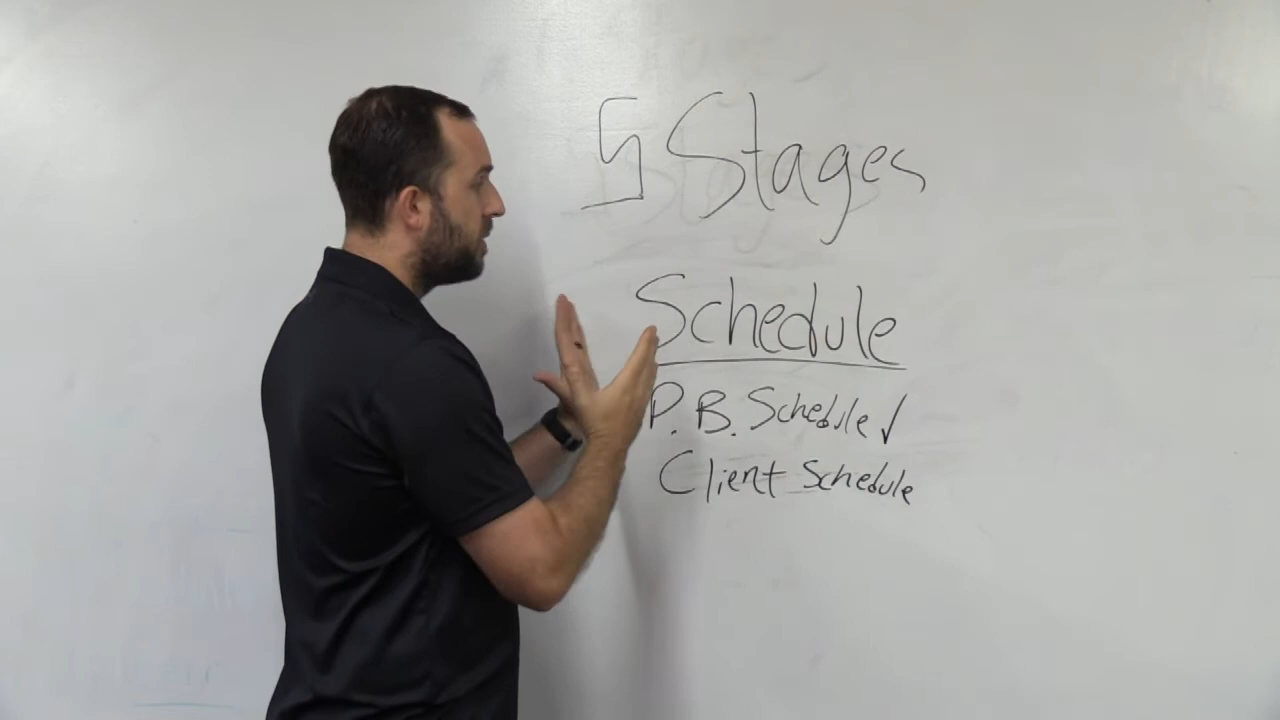 5 Stages
Schedule
P. B. Schedule ✓
Client Schedule